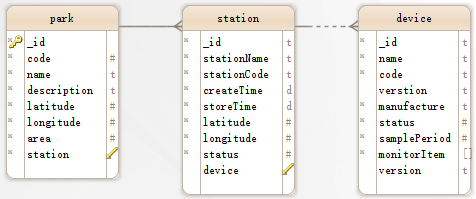 park
_id
code #
name t
description t
latitude #
longitude #
area #
station
station
_id t
stationName t
stationCode t
createTime d
storeTime d
latitude #
longitude #
status #
device
device
_id t
name t
code t
verstion t
manufacture t
status #
samplePeriod #
monitorItem []
version t